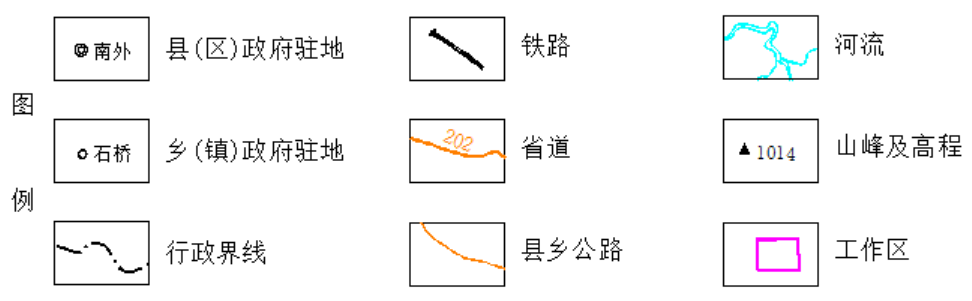 图例
南外 县(区)政府驻地 铁路 河流
石桥 乡(镇)政府驻地 202 省道 1014 山峰及高程
行政界线 县乡公路 工作区